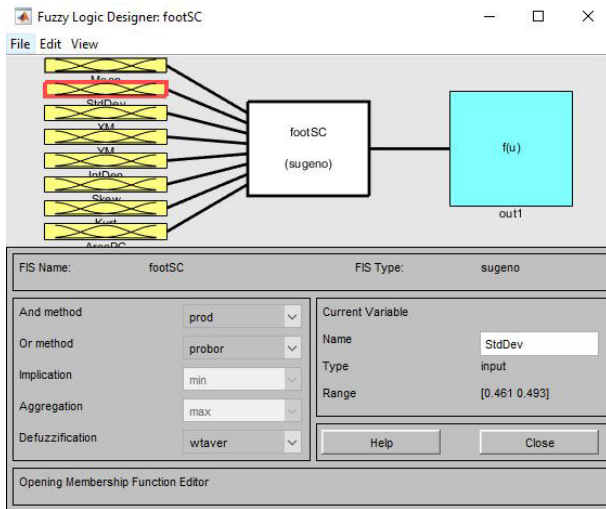 Fuzzy Logic Designer: footSC
File Edit View
Mean
StdDev
XM
YM
IntDen
Skew
Kurt
AreaPC
footSC
(sugeno)
f(u)
out1
FIS Name: footSC FIS Type: sugeno
And method prod
Or method probor
Implication min
Aggregation max
Defuzzification wtaver
Current Variable
Name StdDev
Type input
Range [0.461 0.493]
Help Close
Opening Membership Function Editor